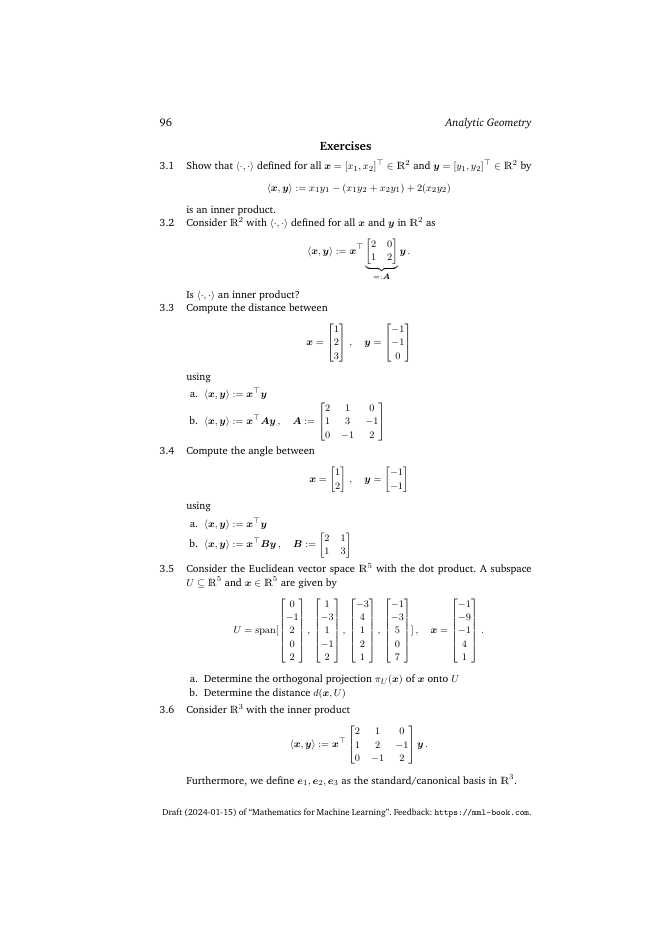 96 Analytic Geometry
Exercises
3.1 Show that ⟨·, ·⟩ defined for all x = [x₁, x₂]⊤ ∈ ℝ² and y = [y₁, y₂]⊤ ∈ ℝ² by
⟨x, y⟩ := x₁y₁ − (x₁y₂ + x₂y₁) + 2(x₂y₂)
is an inner product.
3.2 Consider ℝ² with ⟨·, ·⟩ defined for all x and y in ℝ² as
⟨x, y⟩ := x⊤ [2 0; 1 2] y .
=:A
Is ⟨·, ·⟩ an inner product?
3.3 Compute the distance between
x = [1; 2; 3] , y = [−1; −1; 0]
using
a. ⟨x, y⟩ := x⊤y
b. ⟨x, y⟩ := x⊤Ay , A := [2 1 0; 1 3 −1; 0 −1 2]
3.4 Compute the angle between
x = [1; 2] , y = [−1; −1]
using
a. ⟨x, y⟩ := x⊤y
b. ⟨x, y⟩ := x⊤By , B := [2 1; 1 3]
3.5 Consider the Euclidean vector space ℝ⁵ with the dot product. A subspace
U ⊆ ℝ⁵ and x ∈ ℝ⁵ are given by
U = span[ [0; −1; 2; 0; 2] , [1; −3; 1; −1; 2] , [−3; 4; 1; 2; 1] , [−1; −3; 5; 0; 7] ] , x = [−1; −9; −1; 4; 1] .
a. Determine the orthogonal projection π_U(x) of x onto U
b. Determine the distance d(x, U)
3.6 Consider ℝ³ with the inner product
⟨x, y⟩ := x⊤ [2 1 0; 1 2 −1; 0 −1 2] y .
Furthermore, we define e₁, e₂, e₃ as the standard/canonical basis in ℝ³.
Draft (2024-01-15) of “Mathematics for Machine Learning”. Feedback: https://mml-book.com.